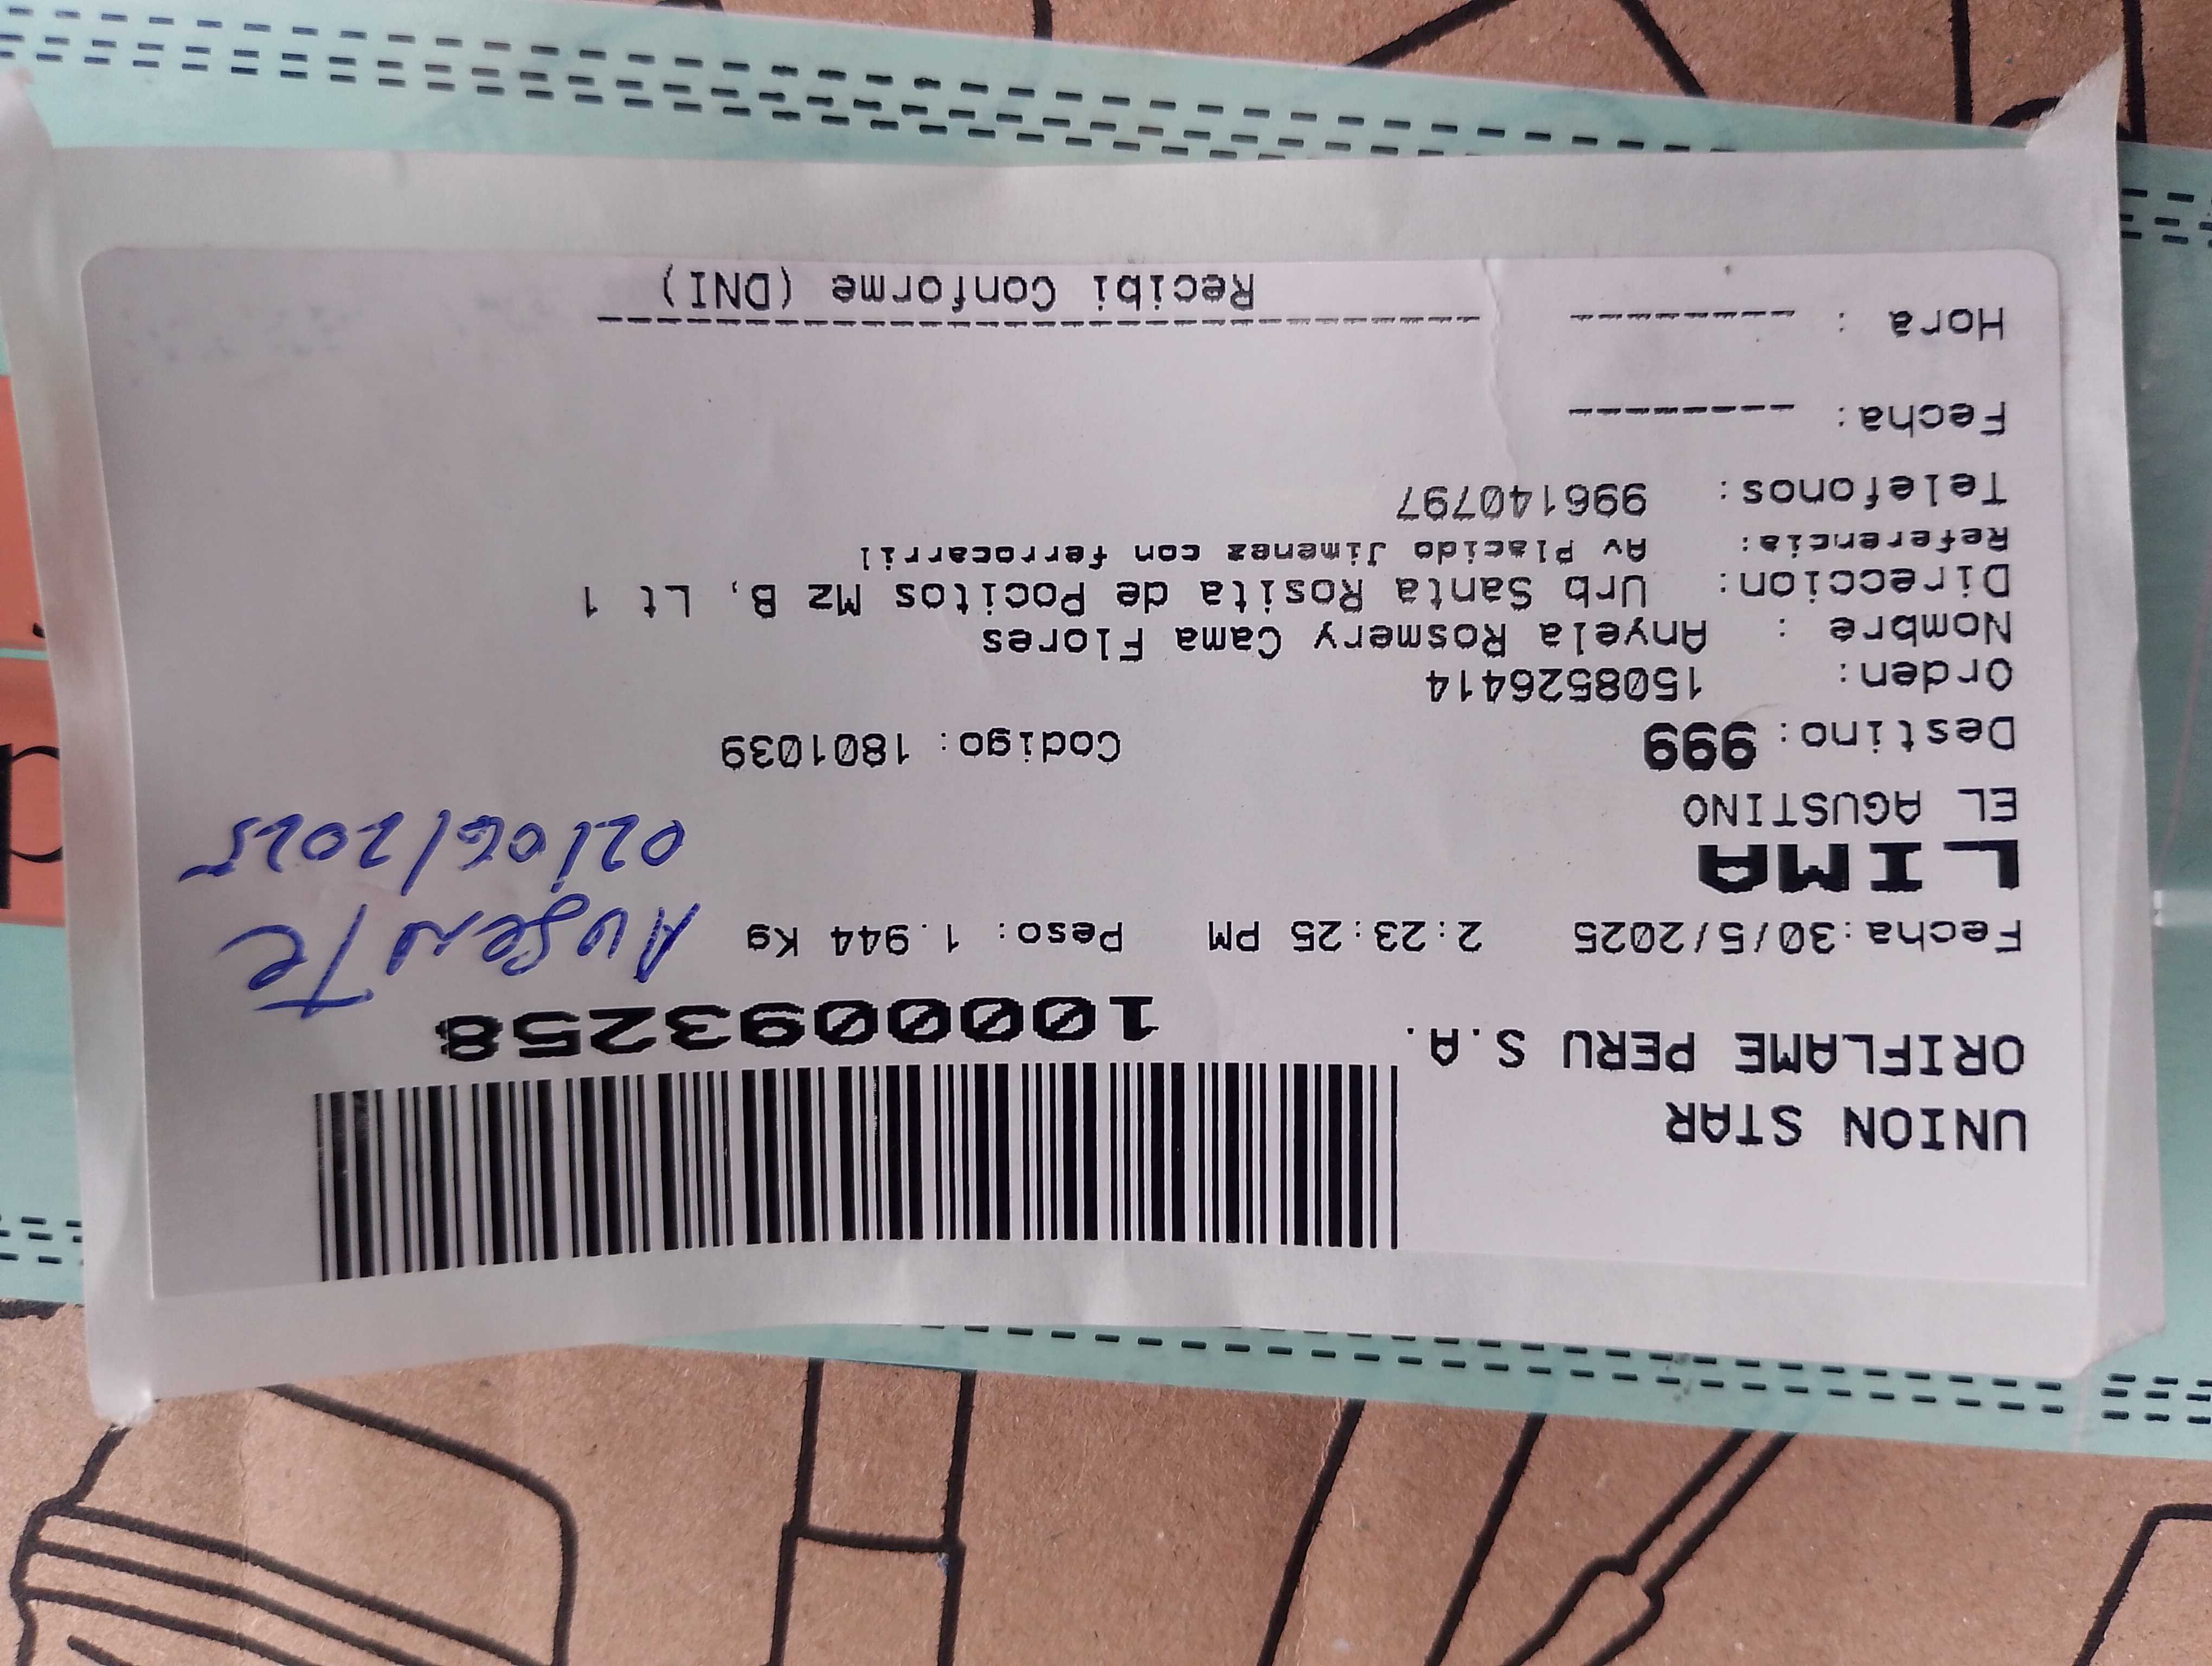 UNION STAR
ORIFLAME PERU S.A.
1000093258
Fecha:30/5/2025 2:23:25 PM Peso: 1.944 Kg
AUSENTE
02/06/2025
LIMA
EL AGUSTINO
Destino: 999 Codigo: 1801039
Orden: 1508526414
Nombre : Anyela Rosmery Cama Flores
Direccion: Urb Santa Rosita de Pocitos Mz B, Lt 1
Referencia: Av Placido Jimenez con ferrocarril
Telefonos: 996140797
Fecha: ----------
Hora : ----------
Recibi Conforme (DNI)